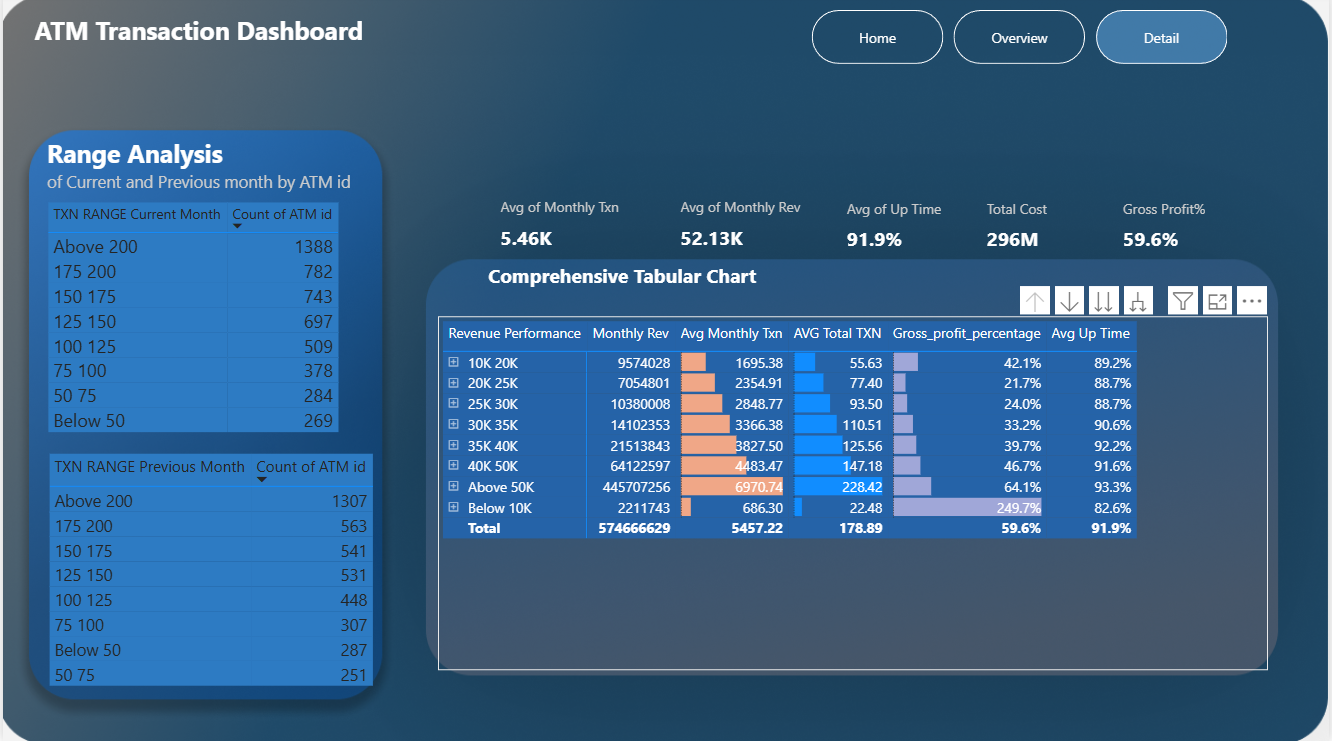 ATM Transaction Dashboard
Home
Overview
Detail
Range Analysis
of Current and Previous month by ATM id
TXN RANGE Current Month Count of ATM id
Above 200 1388
175 200 782
150 175 743
125 150 697
100 125 509
75 100 378
50 75 284
Below 50 269
TXN RANGE Previous Month Count of ATM id
Above 200 1307
175 200 563
150 175 541
125 150 531
100 125 448
75 100 307
Below 50 287
50 75 251
Avg of Monthly Txn
5.46K
Avg of Monthly Rev
52.13K
Avg of Up Time
91.9%
Total Cost
296M
Gross Profit%
59.6%
Comprehensive Tabular Chart
Revenue Performance Monthly Rev Avg Monthly Txn AVG Total TXN Gross_profit_percentage Avg Up Time
10K 20K 9574028 1695.38 55.63 42.1% 89.2%
20K 25K 7054801 2354.91 77.40 21.7% 88.7%
25K 30K 10380008 2848.77 93.50 24.0% 88.7%
30K 35K 14102353 3366.38 110.51 33.2% 90.6%
35K 40K 21513843 3827.50 125.56 39.7% 92.2%
40K 50K 64122597 4483.47 147.18 46.7% 91.6%
Above 50K 445707256 6970.74 228.42 64.1% 93.3%
Below 10K 2211743 686.30 22.48 249.7% 82.6%
Total 574666629 5457.22 178.89 59.6% 91.9%